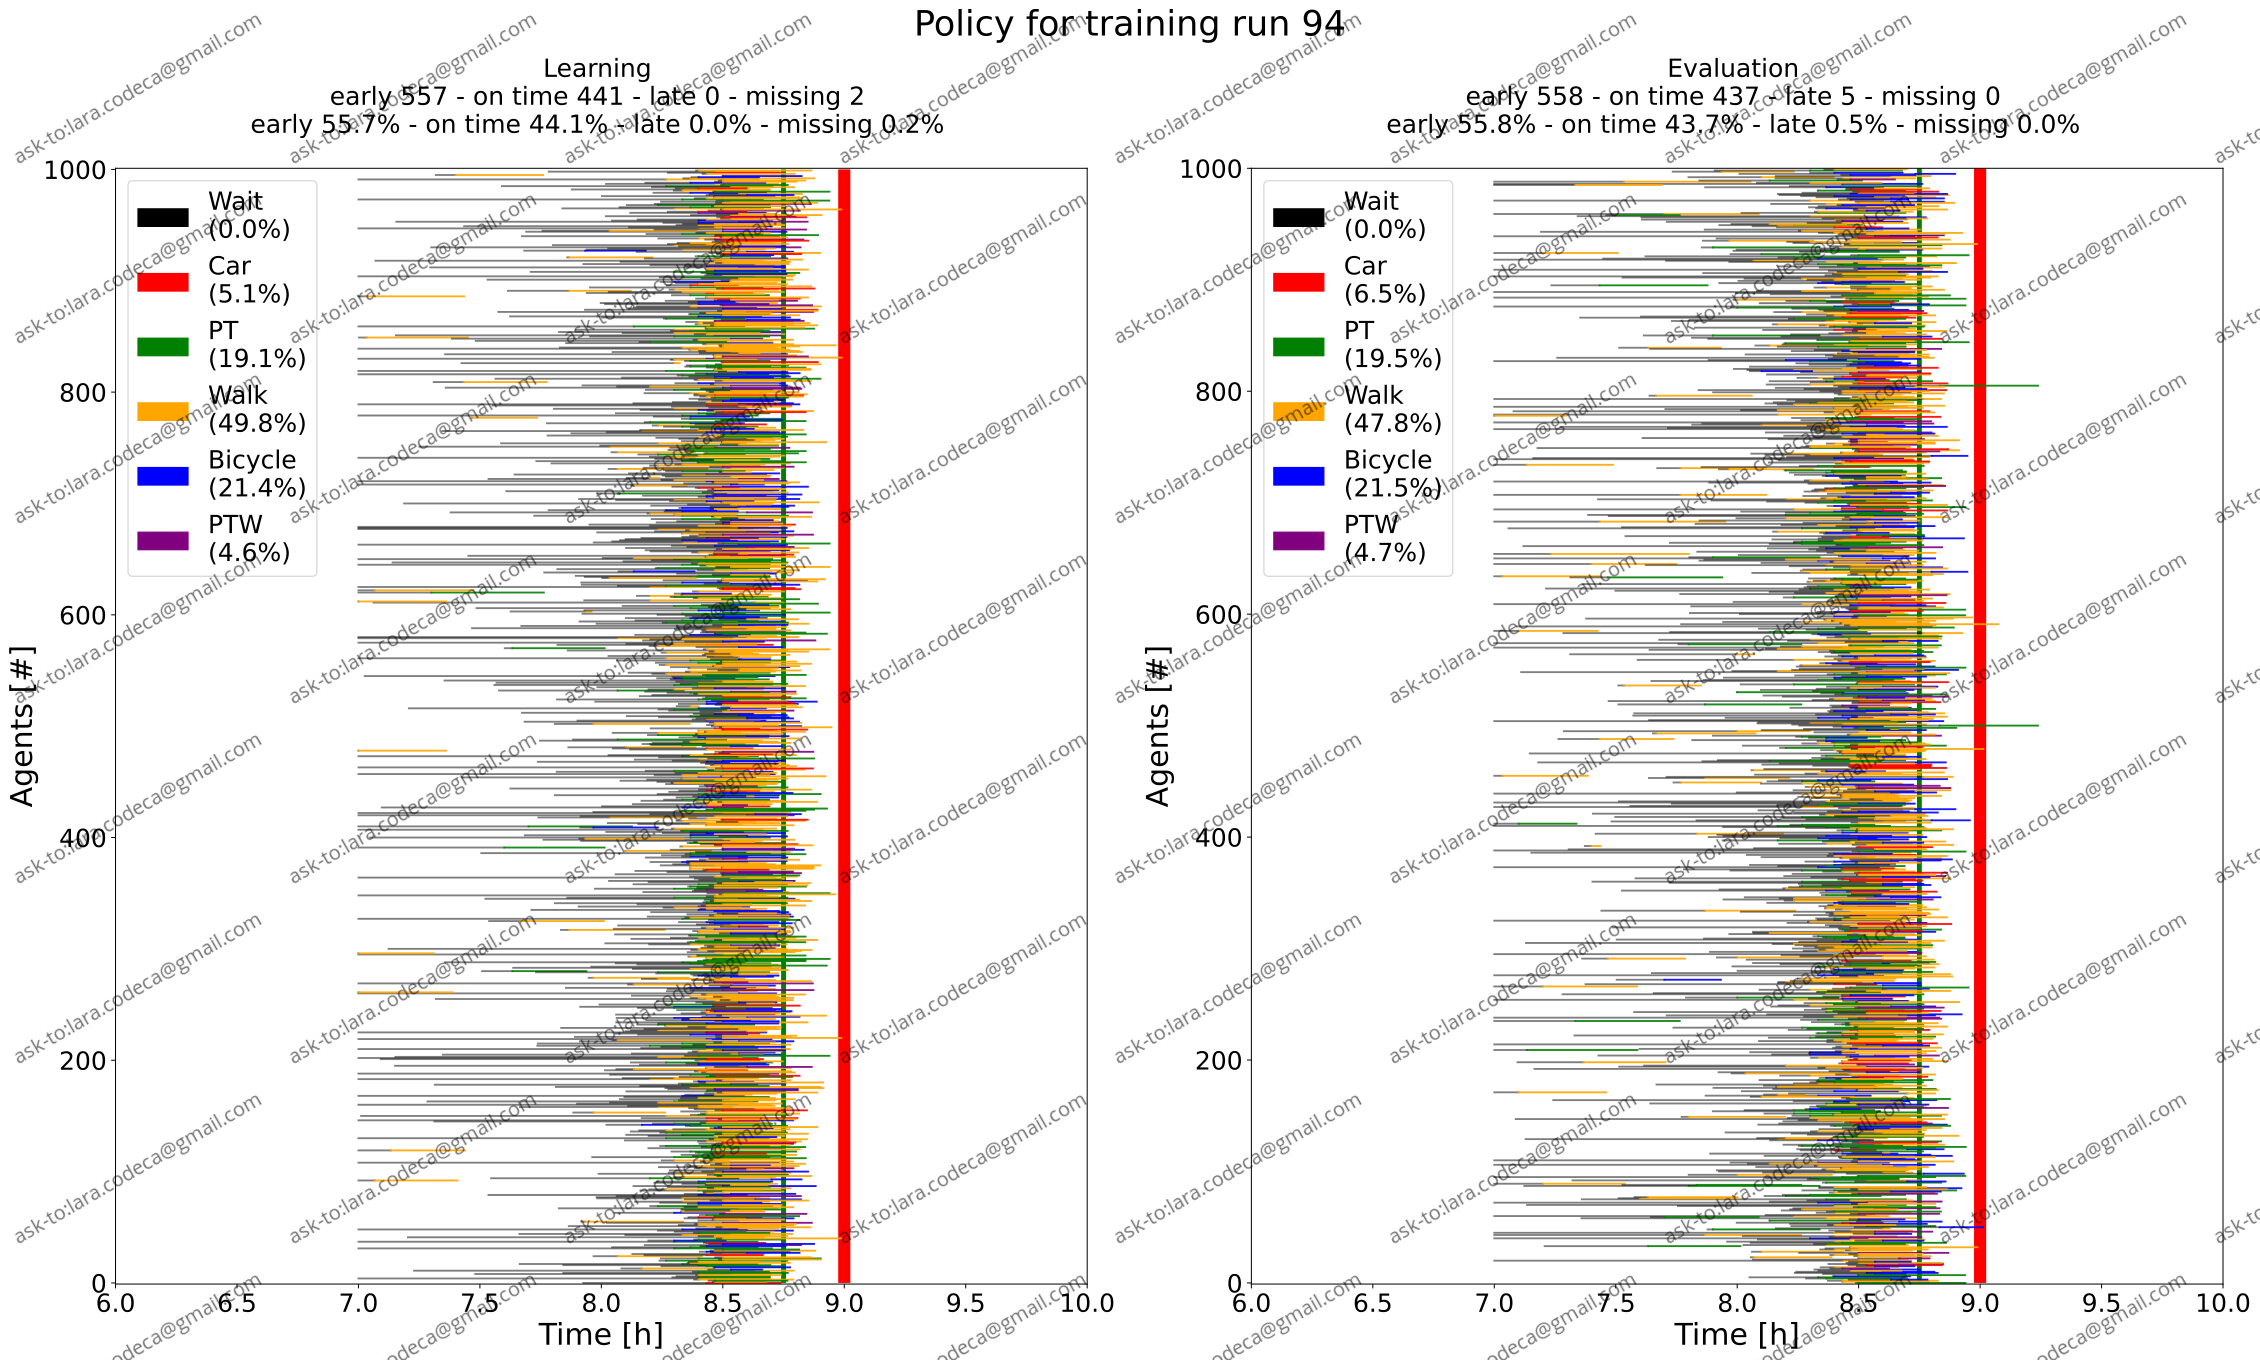 Policy for training run 94
Learning
early 557 - on time 441 - late 0 - missing 2
early 55.7% - on time 44.1% - late 0.0% - missing 0.2%
1000
800
600
400
200
0
Agents [#]
Wait
(0.0%)
Car
(5.1%)
PT
(19.1%)
Walk
(49.8%)
Bicycle
(21.4%)
PTW
(4.6%)
6.0 6.5 7.0 7.5 8.0 8.5 9.0 9.5 10.0
Time [h]
Evaluation
early 558 - on time 437 - late 5 - missing 0
early 55.8% - on time 43.7% - late 0.5% - missing 0.0%
1000
800
600
400
200
0
Agents [#]
Wait
(0.0%)
Car
(6.5%)
PT
(19.5%)
Walk
(47.8%)
Bicycle
(21.5%)
PTW
(4.7%)
6.0 6.5 7.0 7.5 8.0 8.5 9.0 9.5 10.0
Time [h]
ask-to:lara.codeca@gmail.com